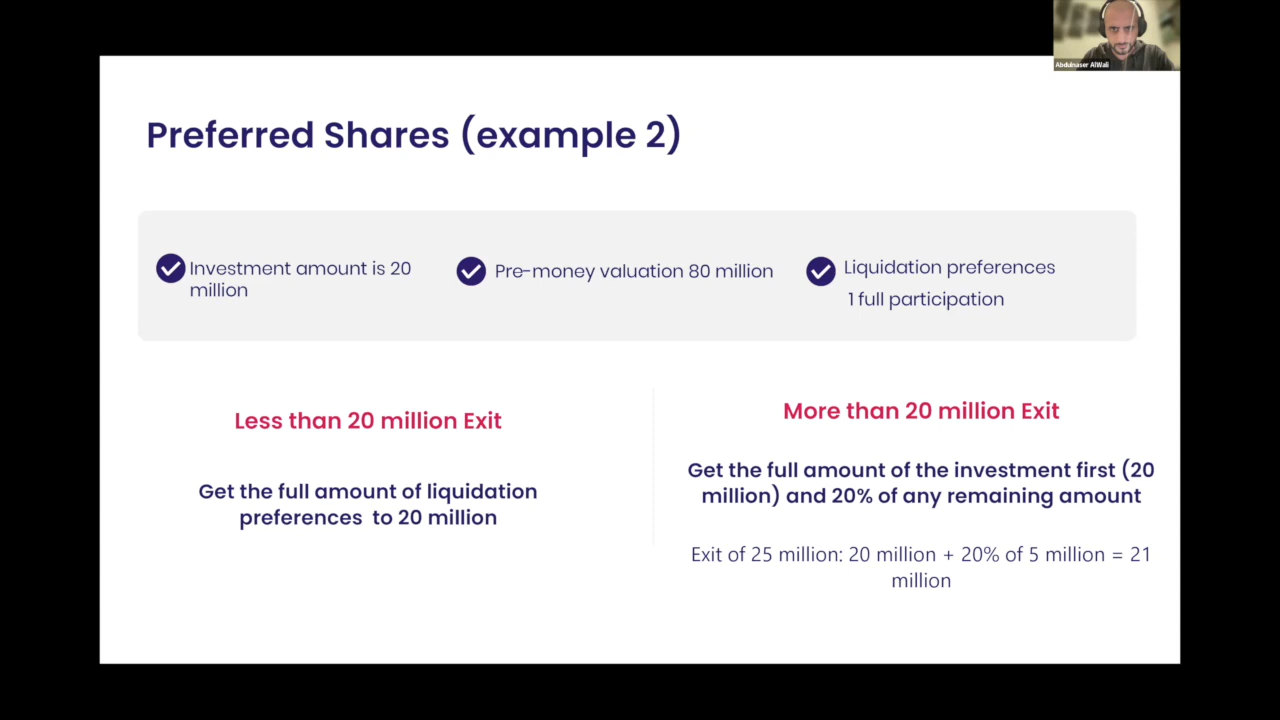 Abdulnaser AlWali
Preferred Shares (example 2)
Investment amount is 20
million
Pre-money valuation 80 million
Liquidation preferences
1 full participation
Less than 20 million Exit
Get the full amount of liquidation
preferences to 20 million
More than 20 million Exit
Get the full amount of the investment first (20
million) and 20% of any remaining amount
Exit of 25 million: 20 million + 20% of 5 million = 21
million